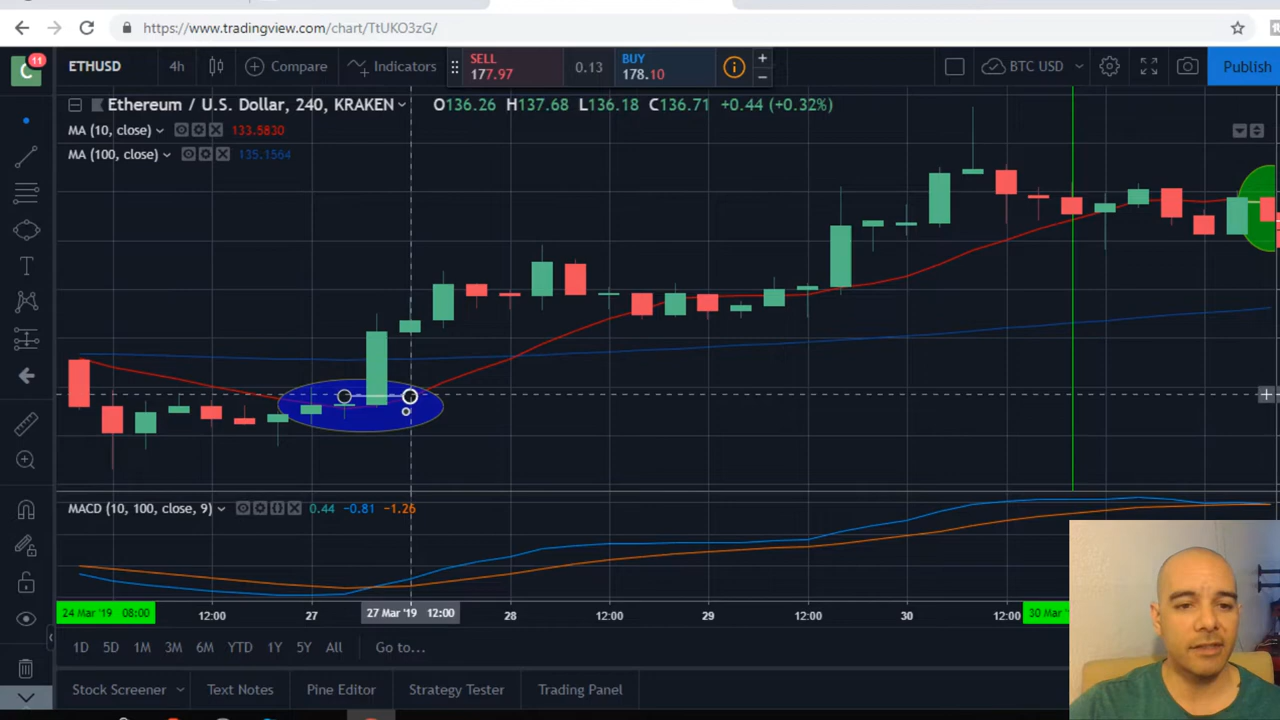 https://www.tradingview.com/chart/TtUKO3zG/
C 11 ETHUSD 4h Compare Indicators SELL 177.97 0.13 BUY 178.10 BTC USD Publish
Ethereum / U.S. Dollar, 240, KRAKEN O136.26 H137.68 L136.18 C136.71 +0.44 (+0.32%)
MA (10, close) 133.5830
MA (100, close) 135.1564
MACD (10, 100, close, 9) 0.44 −0.81 −1.26
24 Mar '19 08:00 12:00 27 27 Mar '19 12:00 28 12:00 29 12:00 30 12:00 30 Mar '19
1D 5D 1M 3M 6M YTD 1Y 5Y All Go to...
Stock Screener Text Notes Pine Editor Strategy Tester Trading Panel